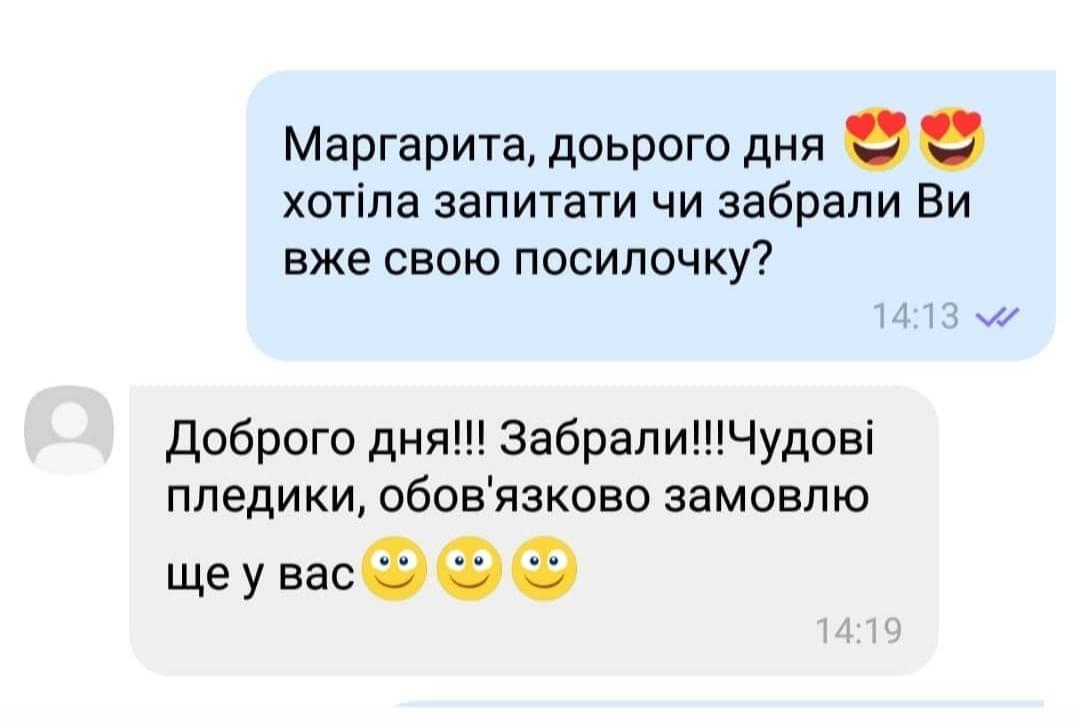 Маргарита, доьрого дня 😍😍
хотіла запитати чи забрали Ви
вже свою посилочку?
14:13
Доброго дня!!! Забрали!!!Чудові
пледики, обов'язково замовлю
ще у вас🙂🙂🙂
14:19